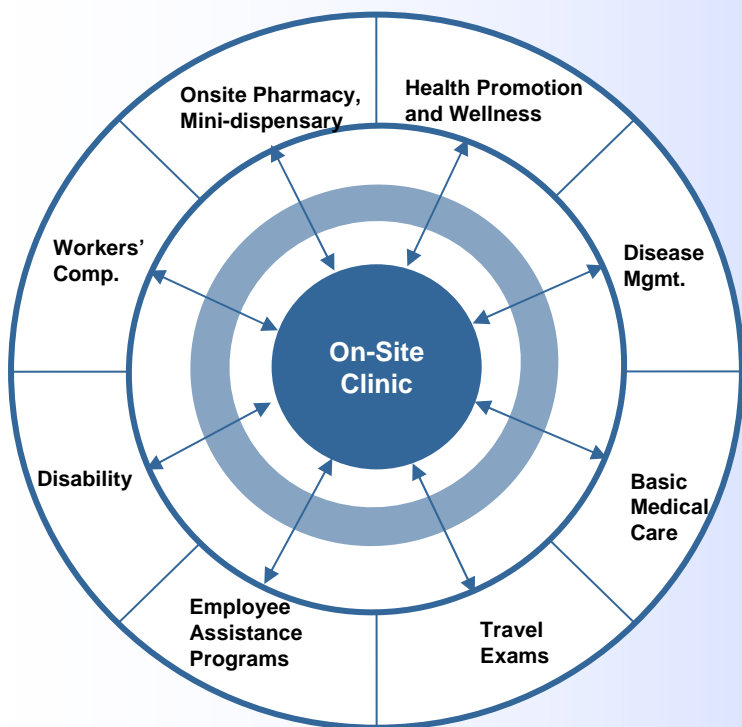 Onsite Pharmacy,
Mini-dispensary
Health Promotion
and Wellness
Workers’
Comp.
Disease
Mgmt.
On-Site
Clinic
Disability
Basic
Medical
Care
Employee
Assistance
Programs
Travel
Exams